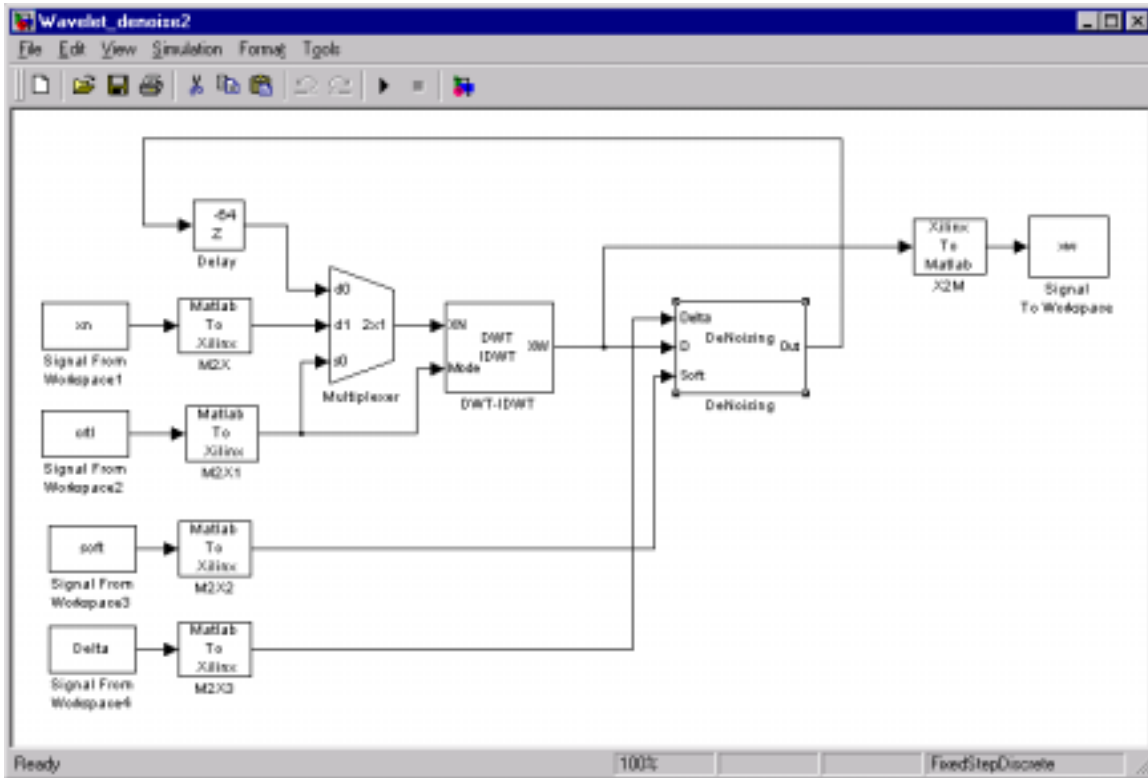 Wavelet_denoise2
File Edit View Simulation Format Tools
-64
Z
Delay
xn
Signal From
Workspace1
Matlab
To
Xilinx
M2X
d0
d1 2x1
s0
Multiplexer
XIN
DWT
IDWT
XW
Mode
DWT-IDWT
Delta
DeNoising
D
Out
Soft
DeNoising
Xilinx
To
Matlab
X2M
Signal
To Workspace
Signal From
Workspace2
Matlab
To
Xilinx
M2X1
soft
Signal From
Workspace3
Matlab
To
Xilinx
M2X2
Delta
Signal From
Workspace4
Matlab
To
Xilinx
M2X3
Ready
100%
FixedStepDiscrete